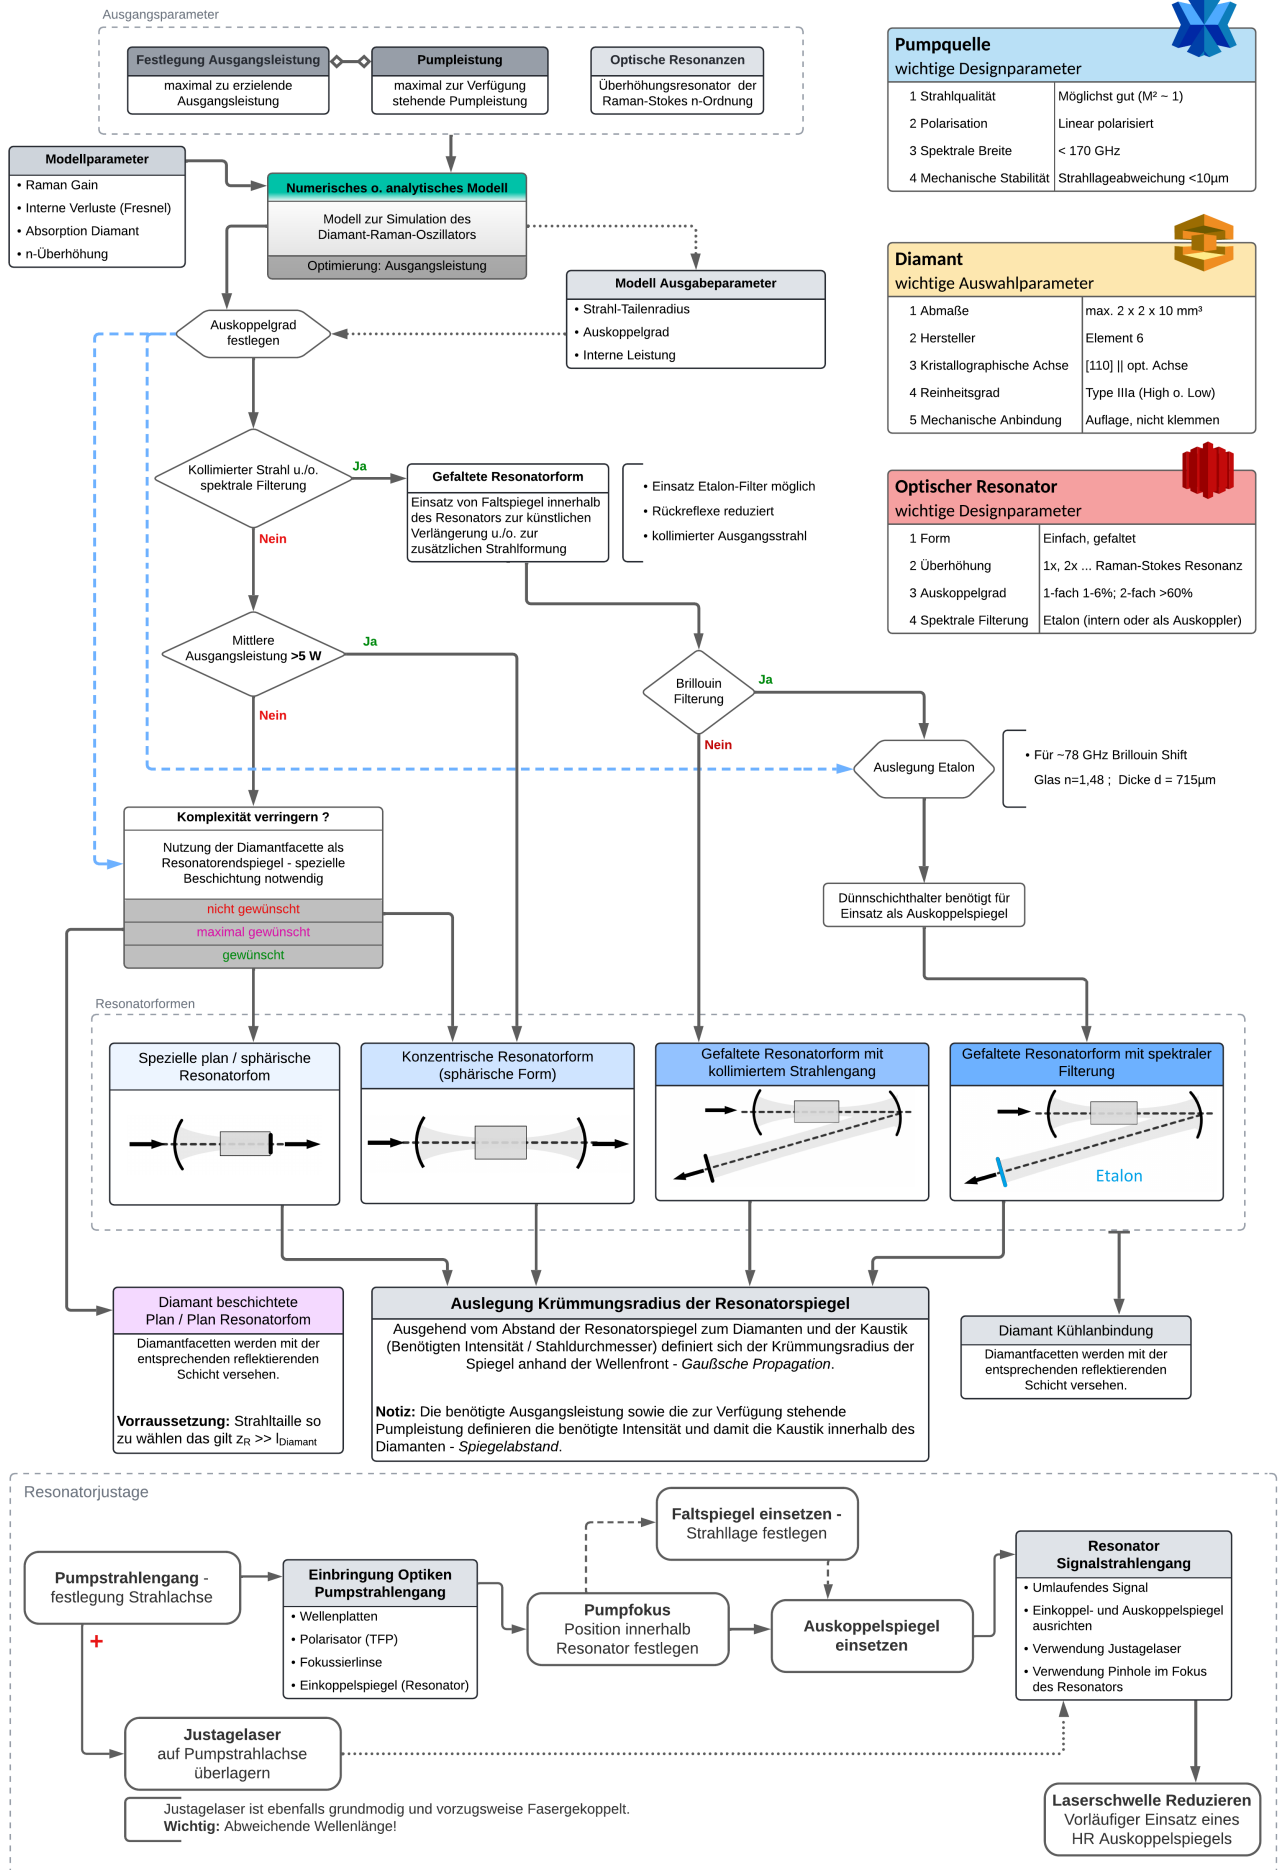 Ausgangsparameter
Festlegung Ausgangsleistung
maximal zu erzielende
Ausgangsleistung
Pumpleistung
maximal zur Verfügung
stehende Pumpleistung
Optische Resonanzen
Überhöhungsresonator der
Raman-Stokes n-Ordnung
Pumpquelle
wichtige Designparameter
1 Strahlqualität Möglichst gut (M² ~ 1)
2 Polarisation Linear polarisiert
3 Spektrale Breite < 170 GHz
4 Mechanische Stabilität Strahllageabweichung <10µm
Modellparameter
• Raman Gain
• Interne Verluste (Fresnel)
• Absorption Diamant
• n-Überhöhung
Numerisches o. analytisches Modell
Modell zur Simulation des
Diamant-Raman-Oszillators
Optimierung: Ausgangsleistung
Modell Ausgabeparameter
• Strahl-Tailenradius
• Auskoppelgrad
• Interne Leistung
Diamant
wichtige Auswahlparameter
1 Abmaße max. 2 x 2 x 10 mm³
2 Hersteller Element 6
3 Kristallographische Achse [110] || opt. Achse
4 Reinheitsgrad Type IIIa (High o. Low)
5 Mechanische Anbindung Auflage, nicht klemmen
Auskoppelgrad
festlegen
Kollimierter Strahl u./o.
spektrale Filterung
Ja
Nein
Gefaltete Resonatorform
Einsatz von Faltspiegel innerhalb
des Resonators zur künstlichen
Verlängerung u./o. zur
zusätzlichen Strahlformung
• Einsatz Etalon-Filter möglich
• Rückreflexe reduziert
• kollimierter Ausgangsstrahl
Optischer Resonator
wichtige Designparameter
1 Form Einfach, gefaltet
2 Überhöhung 1x, 2x ... Raman-Stokes Resonanz
3 Auskoppelgrad 1-fach 1-6%; 2-fach >60%
4 Spektrale Filterung Etalon (intern oder als Auskoppler)
Mittlere
Ausgangsleistung >5 W
Ja
Nein
Brillouin
Filterung
Ja
Nein
Auslegung Etalon
• Für ~78 GHz Brillouin Shift
Glas n=1,48 ; Dicke d = 715µm
Komplexität verringern ?
Nutzung der Diamantfacette als
Resonatorendspiegel - spezielle
Beschichtung notwendig
nicht gewünscht
maximal gewünscht
gewünscht
Dünnschichthalter benötigt für
Einsatz als Auskoppelspiegel
Resonatorformen
Spezielle plan / sphärische
Resonatorfom
Konzentrische Resonatorform
(sphärische Form)
Gefaltete Resonatorform mit
kollimiertem Strahlengang
Gefaltete Resonatorform mit spektraler
Filterung
Etalon
Diamant beschichtete
Plan / Plan Resonatorfom
Diamantfacetten werden mit der
entsprechenden reflektierenden
Schicht versehen.
Vorraussetzung: Strahltaille so
zu wählen das gilt zR >> lDiamant
Auslegung Krümmungsradius der Resonatorspiegel
Ausgehend vom Abstand der Resonatorspiegel zum Diamanten und der Kaustik
(Benötigten Intensität / Stahldurchmesser) definiert sich der Krümmungsradius der
Spiegel anhand der Wellenfront - Gaußsche Propagation.
Notiz: Die benötigte Ausgangsleistung sowie die zur Verfügung stehende
Pumpleistung definieren die benötigte Intensität und damit die Kaustik innerhalb des
Diamanten - Spiegelabstand.
Diamant Kühlanbindung
Diamantfacetten werden mit der
entsprechenden reflektierenden
Schicht versehen.
Resonatorjustage
Pumpstrahlengang -
festlegung Strahlachse
+
Einbringung Optiken
Pumpstrahlengang
• Wellenplatten
• Polarisator (TFP)
• Fokussierlinse
• Einkoppelspiegel (Resonator)
Pumpfokus
Position innerhalb
Resonator festlegen
Faltspiegel einsetzen -
Strahllage festlegen
Auskoppelspiegel
einsetzen
Resonator
Signalstrahlengang
• Umlaufendes Signal
• Einkoppel- und Auskoppelspiegel
ausrichten
• Verwendung Justagelaser
• Verwendung Pinhole im Fokus
des Resonators
Justagelaser
auf Pumpstrahlachse
überlagern
Justagelaser ist ebenfalls grundmodig und vorzugsweise Fasergekoppelt.
Wichtig: Abweichende Wellenlänge!
Laserschwelle Reduzieren
Vorläufiger Einsatz eines
HR Auskoppelspiegels